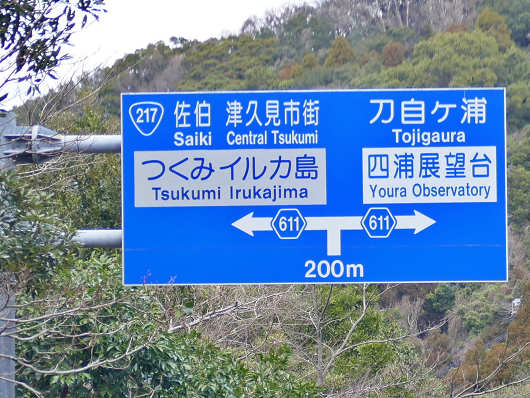 217 佐伯 津久見市街 刀自ケ浦
Saiki Central Tsukumi Tojigaura
つくみイルカ島 四浦展望台
Tsukumi Irukajima Youra Observatory
611 611
200m